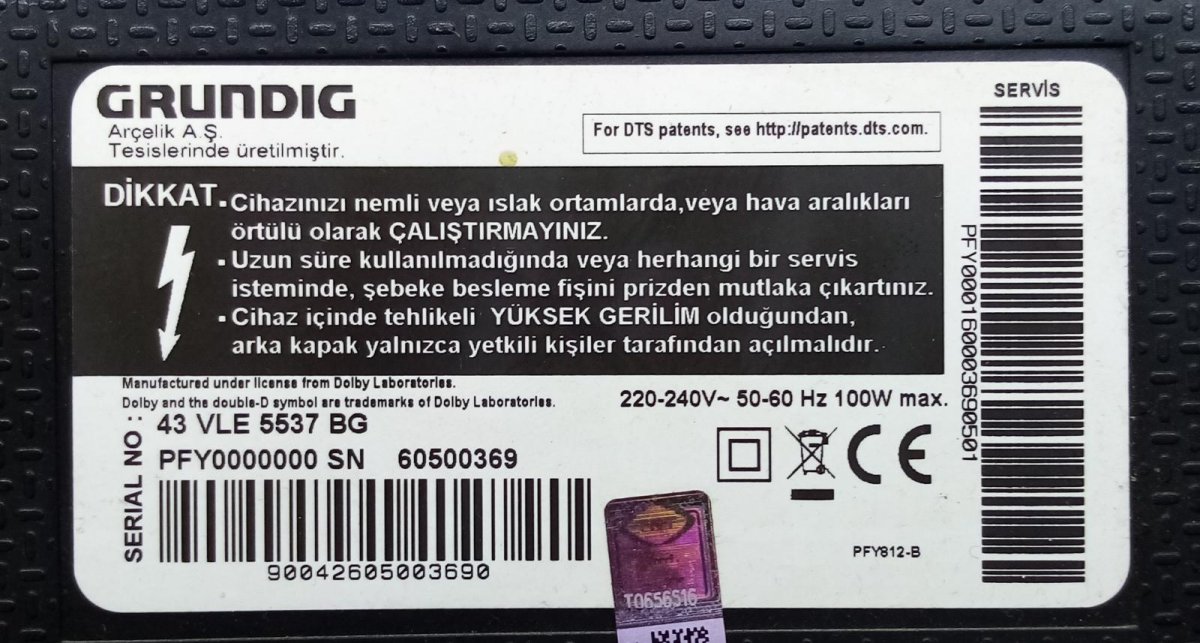 GRUNDIG
Arçelik A.Ş.
Tesislerinde üretilmiştir.
For DTS patents, see http://patents.dts.com.
SERVİS
DİKKAT
▪ Cihazınızı nemli veya ıslak ortamlarda,veya hava aralıkları
örtülü olarak ÇALIŞTIRMAYINIZ.
▪ Uzun süre kullanılmadığında veya herhangi bir servis
isteminde, şebeke besleme fişini prizden mutlaka çıkartınız.
▪ Cihaz içinde tehlikeli YÜKSEK GERİLİM olduğundan,
arka kapak yalnızca yetkili kişiler tarafından açılmalıdır.
Manufactured under license from Dolby Laboratories.
Dolby and the double-D symbol are trademarks of Dolby Laboratories.
220-240V~ 50-60 Hz 100W max.
SERIAL NO :
43 VLE 5537 BG
PFY0000000 SN 60500369
90042605003690
CE
PFY812-B
PFY000160003690501
T0656516